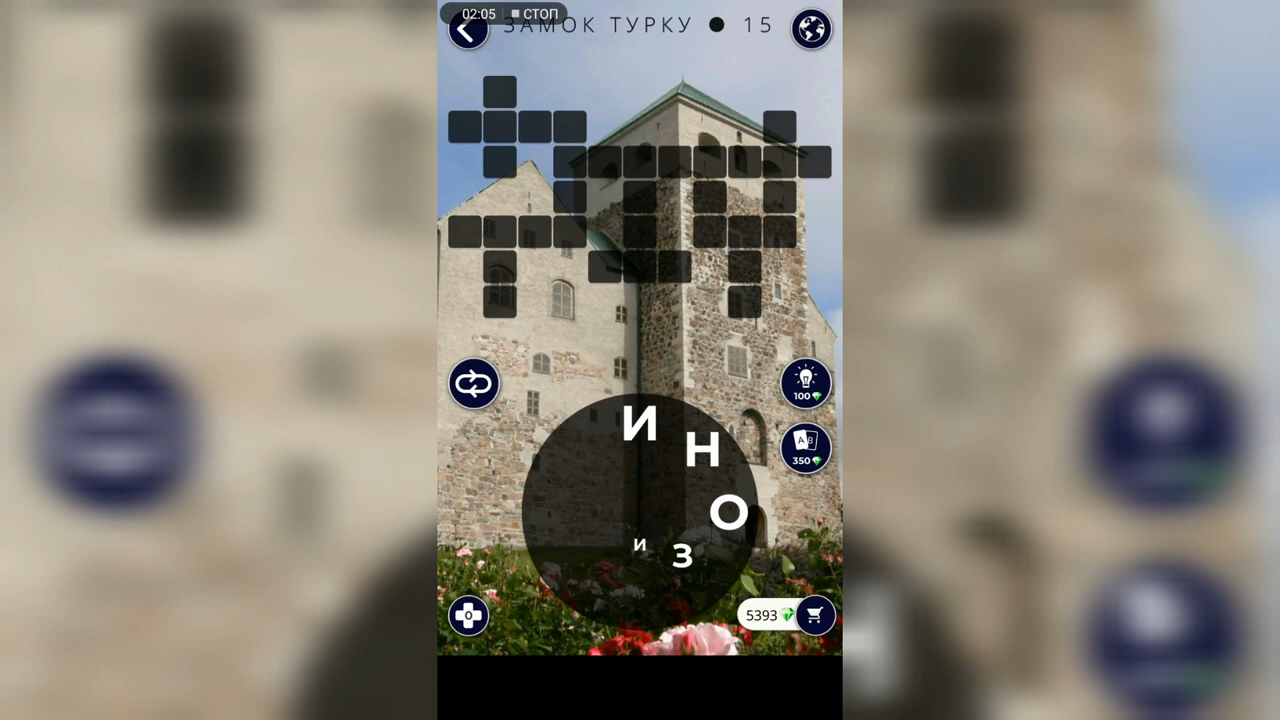 02:05 СТОП
ЗАМОК ТУРКУ ● 15
100
A B
350
И
Н
О
З
и
0
5393